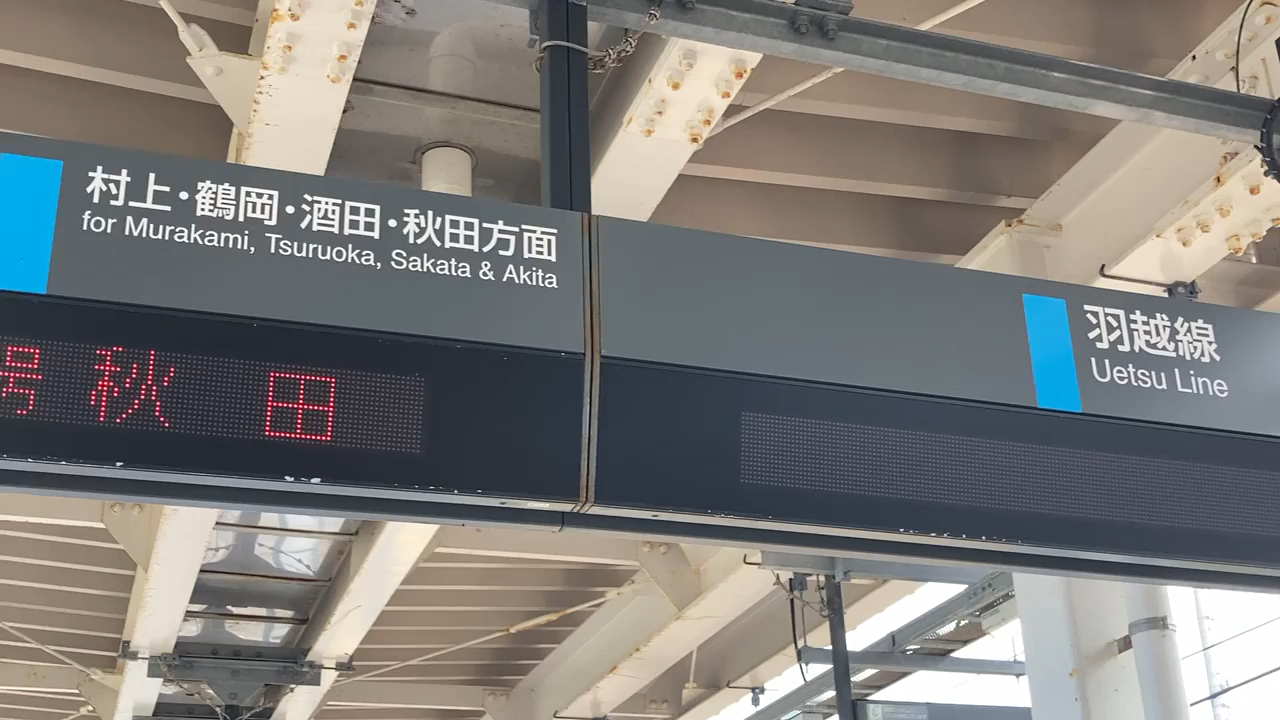 村上・鶴岡・酒田・秋田方面
for Murakami, Tsuruoka, Sakata & Akita
号 秋 田
羽越線
Uetsu Line